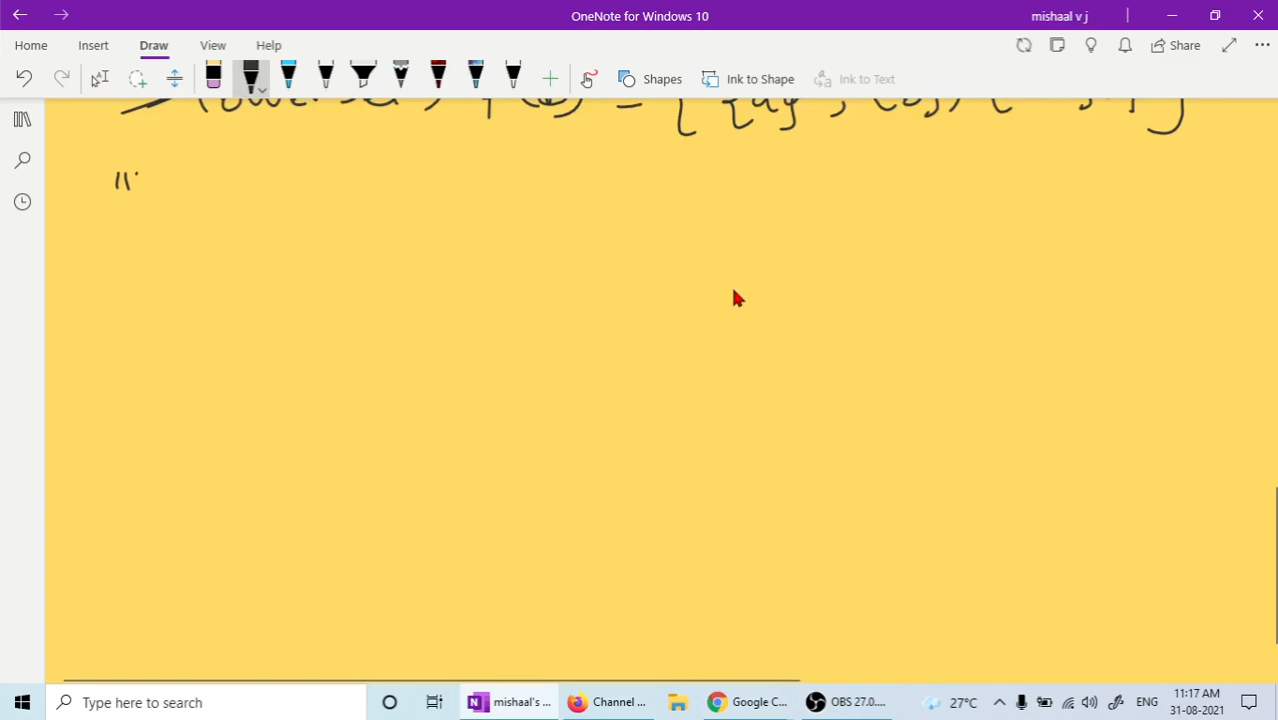 OneNote for Windows 10
mishaal v j
Home Insert Draw View Help
Share
Shapes Ink to Shape Ink to Text
Type here to search
mishaal's ...
Channel ...
Google C...
OBS 27.0....
27°C
ENG
11:17 AM
31-08-2021